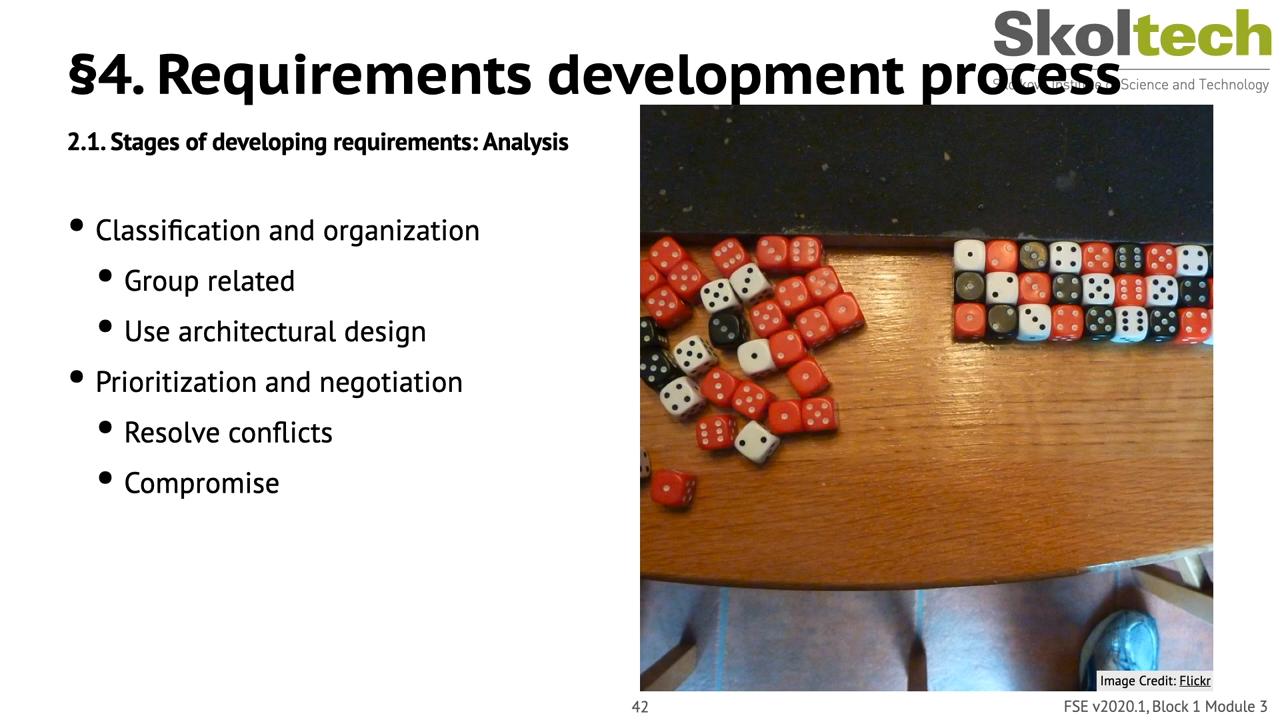 Skoltech
§4. Requirements development process
Science and Technology
2.1. Stages of developing requirements: Analysis
• Classification and organization
• Group related
• Use architectural design
• Prioritization and negotiation
• Resolve conflicts
• Compromise
Image Credit: Flickr
42
FSE v2020.1, Block 1 Module 3